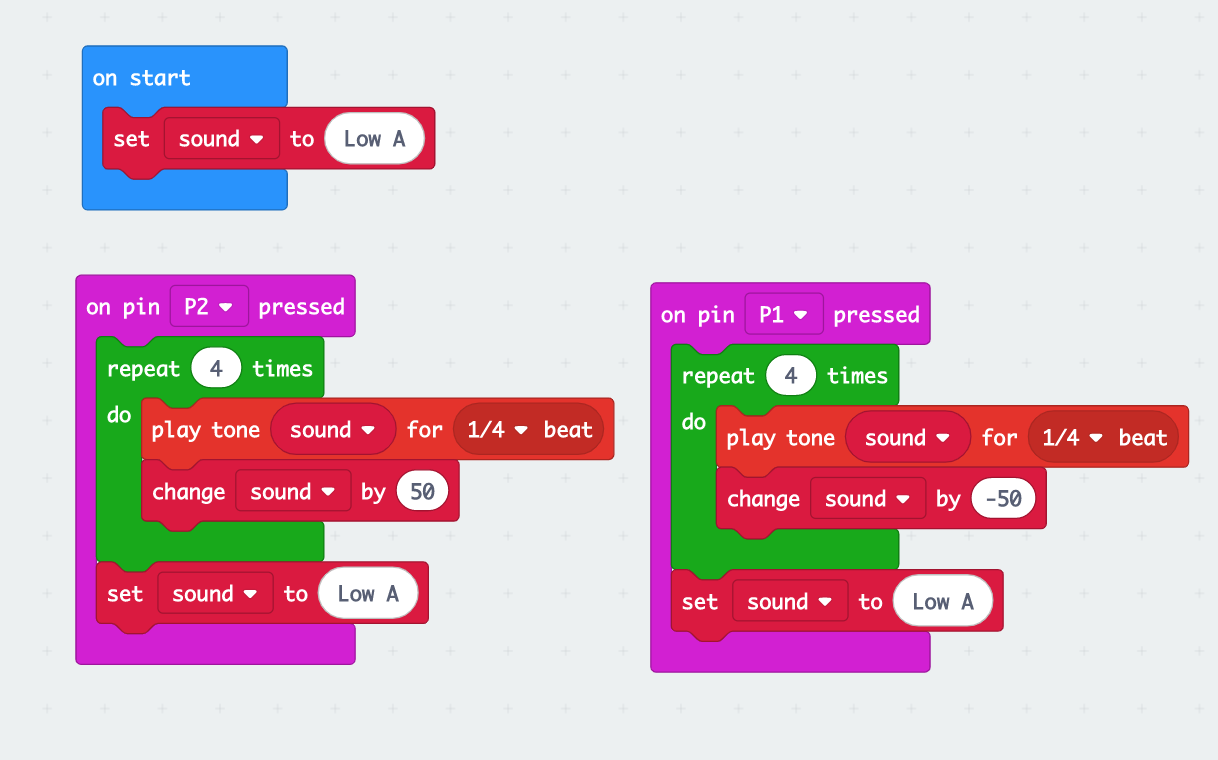 on start
set sound to Low A
on pin P2 pressed
repeat 4 times
do
play tone sound for 1/4 beat
change sound by 50
set sound to Low A
on pin P1 pressed
repeat 4 times
do
play tone sound for 1/4 beat
change sound by -50
set sound to Low A